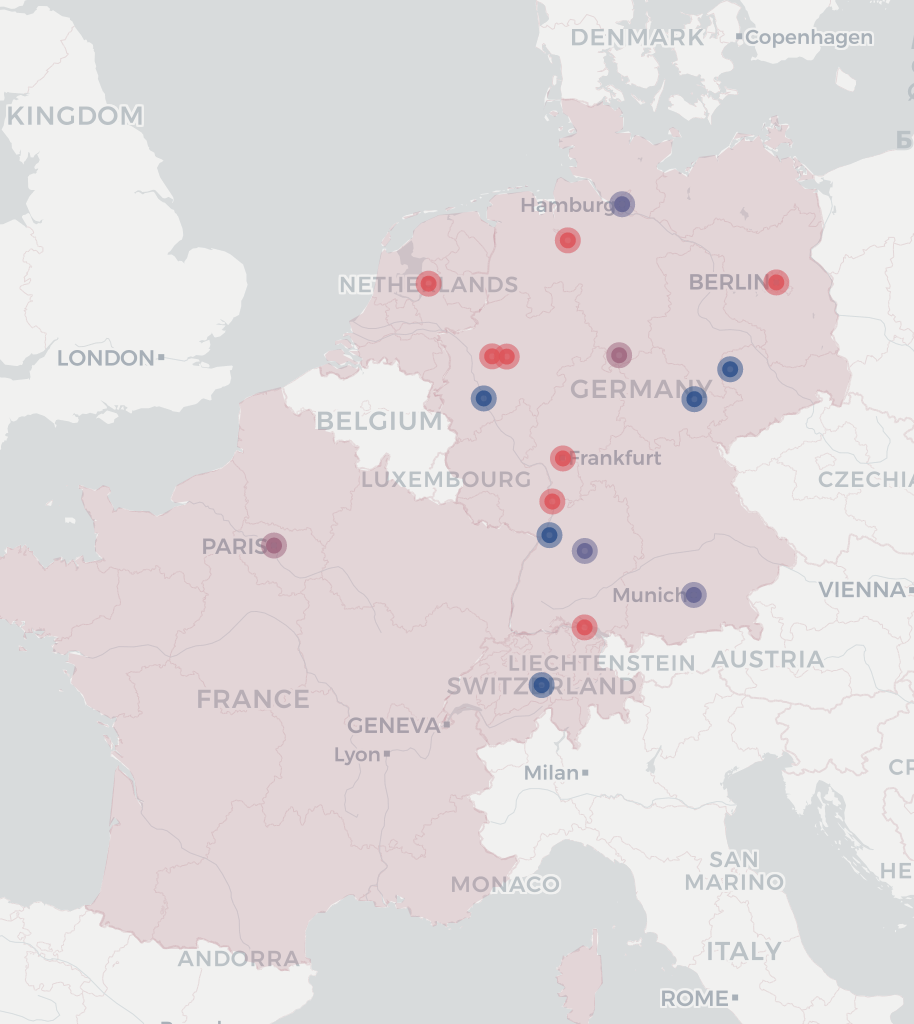 DENMARK
Copenhagen
KINGDOM
Hamburg
NETHERLANDS
BERLIN
LONDON
GERMANY
BELGIUM
Frankfurt
LUXEMBOURG
CZECHIA
PARIS
VIENNA
Munich
LIECHTENSTEIN
AUSTRIA
SWITZERLAND
FRANCE
GENEVA
Lyon
Milan
SAN
MARINO
MONACO
HE
ITALY
ANDORRA
ROME